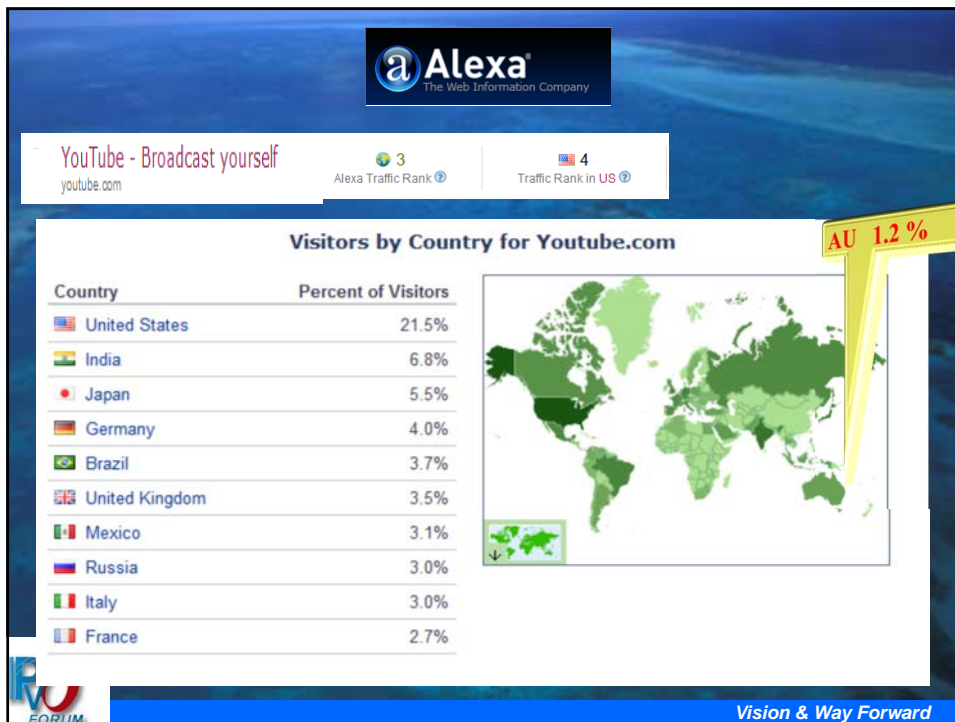 a Alexa®
The Web Information Company
YouTube - Broadcast yourself
youtube.com
3
Alexa Traffic Rank ?
4
Traffic Rank in US ?
Visitors by Country for Youtube.com
AU 1.2 %
Country Percent of Visitors
United States 21.5%
India 6.8%
Japan 5.5%
Germany 4.0%
Brazil 3.7%
United Kingdom 3.5%
Mexico 3.1%
Russia 3.0%
Italy 3.0%
France 2.7%
FORUM
Vision & Way Forward